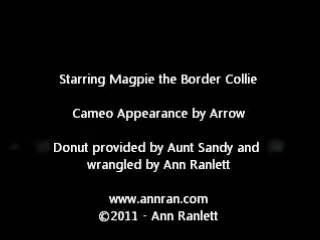 Starring Magpie the Border Collie
Cameo Appearance by Arrow
Donut provided by Aunt Sandy and
wrangled by Ann Ranlett
www.annran.com
©2011 - Ann Ranlett